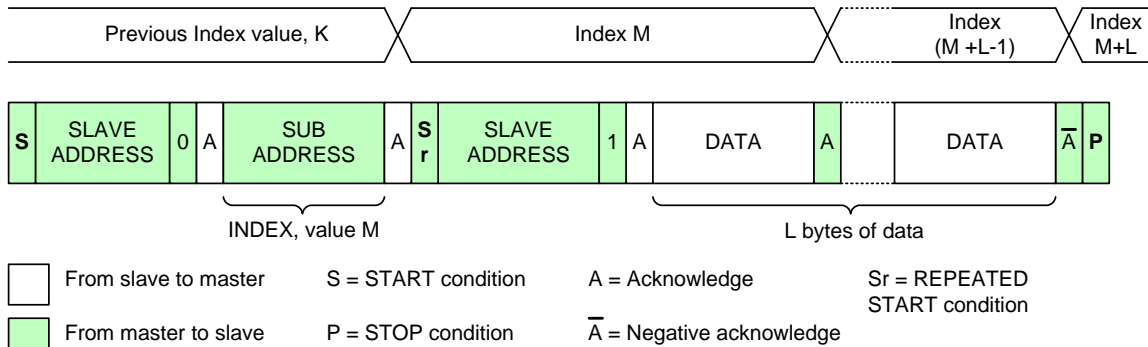 Previous Index value, K
Index M
Index
(M +L-1)
Index
M+L
S
SLAVE
ADDRESS
0
A
SUB
ADDRESS
A
S
r
SLAVE
ADDRESS
1
A
DATA
A
DATA
A̅
P
INDEX, value M
L bytes of data
From slave to master
S = START condition
A = Acknowledge
Sr = REPEATED
START condition
From master to slave
P = STOP condition
A̅ = Negative acknowledge